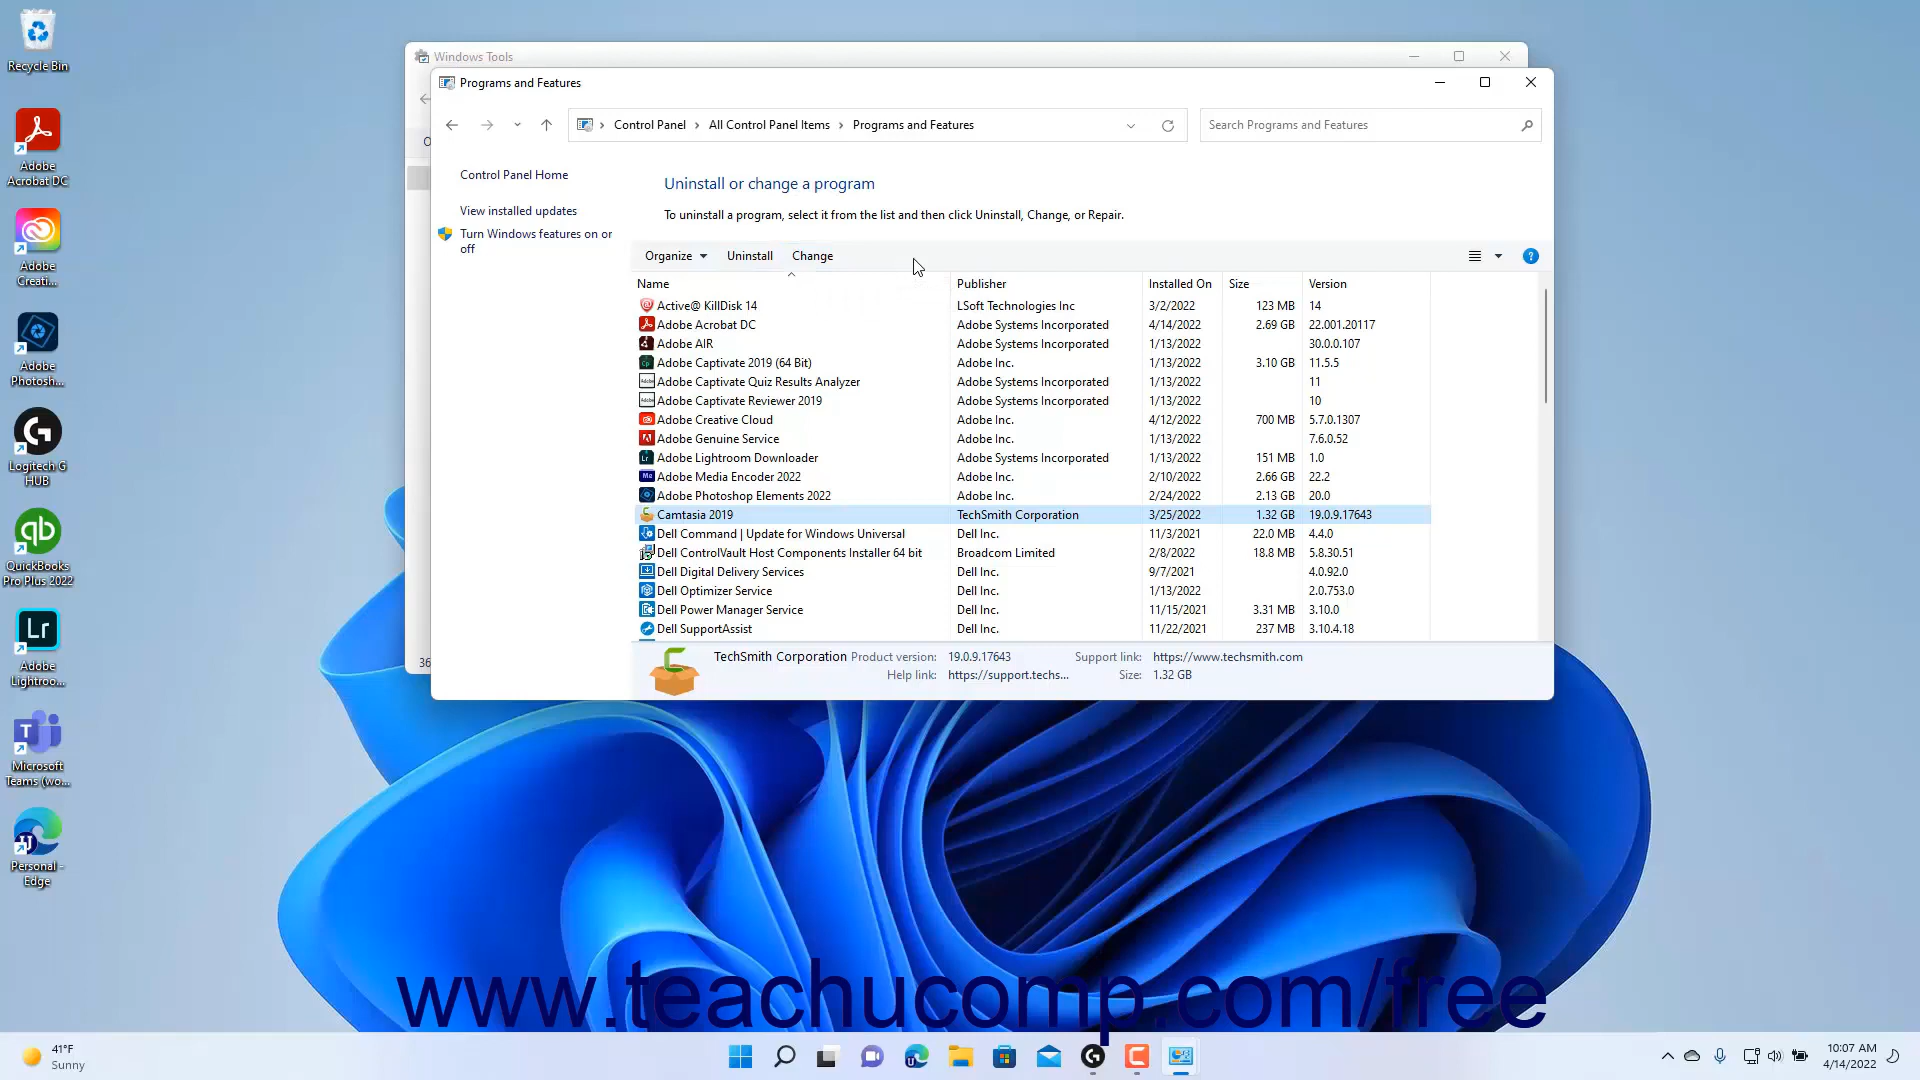 Recycle Bin
Adobe
Acrobat DC
Adobe
Creati...
Adobe
Photosh...
Logitech G
HUB
QuickBooks
Pro Plus 2022
Adobe
Lightroo...
Microsoft
Teams (wo...
Personal -
Edge
Windows Tools
Programs and Features
Control Panel > All Control Panel Items > Programs and Features
Search Programs and Features
Control Panel Home
View installed updates
Turn Windows features on or
off
Uninstall or change a program
To uninstall a program, select it from the list and then click Uninstall, Change, or Repair.
Organize Uninstall Change
Name Publisher Installed On Size Version
Active@ KillDisk 14 LSoft Technologies Inc 3/2/2022 123 MB 14
Adobe Acrobat DC Adobe Systems Incorporated 4/14/2022 2.69 GB 22.001.20117
Adobe AIR Adobe Systems Incorporated 1/13/2022 30.0.0.107
Adobe Captivate 2019 (64 Bit) Adobe Inc. 1/13/2022 3.10 GB 11.5.5
Adobe Captivate Quiz Results Analyzer Adobe Systems Incorporated 1/13/2022 11
Adobe Captivate Reviewer 2019 Adobe Systems Incorporated 1/13/2022 10
Adobe Creative Cloud Adobe Inc. 4/12/2022 700 MB 5.7.0.1307
Adobe Genuine Service Adobe Inc. 1/13/2022 7.6.0.52
Adobe Lightroom Downloader Adobe Systems Incorporated 1/13/2022 151 MB 1.0
Adobe Media Encoder 2022 Adobe Inc. 2/10/2022 2.66 GB 22.2
Adobe Photoshop Elements 2022 Adobe Inc. 2/24/2022 2.13 GB 20.0
Camtasia 2019 TechSmith Corporation 3/25/2022 1.32 GB 19.0.9.17643
Dell Command | Update for Windows Universal Dell Inc. 11/3/2021 22.0 MB 4.4.0
Dell ControlVault Host Components Installer 64 bit Broadcom Limited 2/8/2022 18.8 MB 5.8.30.51
Dell Digital Delivery Services Dell Inc. 9/7/2021 4.0.92.0
Dell Optimizer Service Dell Inc. 1/13/2022 2.0.753.0
Dell Power Manager Service Dell Inc. 11/15/2021 3.31 MB 3.10.0
Dell SupportAssist Dell Inc. 11/22/2021 237 MB 3.10.4.18
36
TechSmith Corporation Product version: 19.0.9.17643 Support link: https://www.techsmith.com
Help link: https://support.techs... Size: 1.32 GB
www.teachucomp.com/free
41°F
Sunny
10:07 AM
4/14/2022